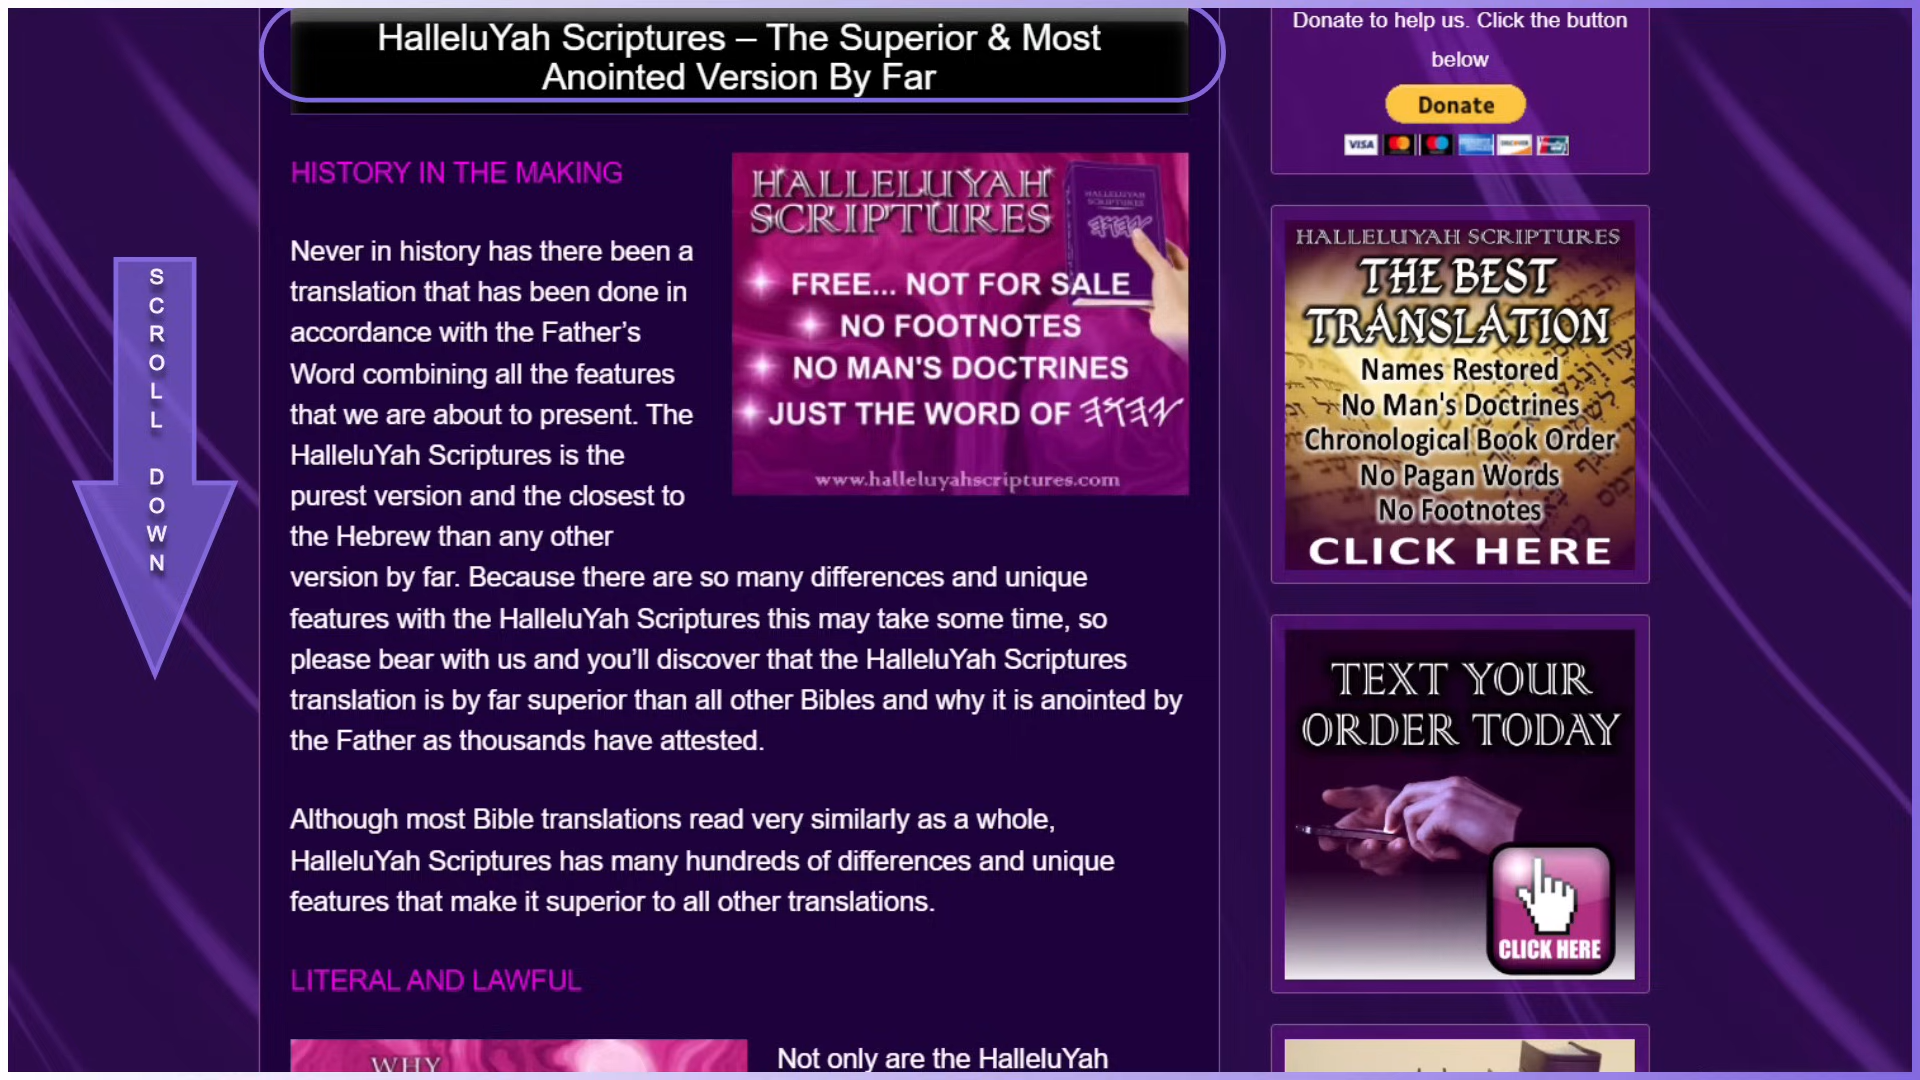 HalleluYah Scriptures – The Superior & Most
Anointed Version By Far
HISTORY IN THE MAKING
Never in history has there been a
translation that has been done in
accordance with the Father’s
Word combining all the features
that we are about to present. The
HalleluYah Scriptures is the
purest version and the closest to
the Hebrew than any other
version by far. Because there are so many differences and unique
features with the HalleluYah Scriptures this may take some time, so
please bear with us and you’ll discover that the HalleluYah Scriptures
translation is by far superior than all other Bibles and why it is anointed by
the Father as thousands have attested.
HALLELUYAH
SCRIPTURES
HALLELUYAH
SCRIPTURES
𐤉𐤄𐤅𐤄
FREE... NOT FOR SALE
NO FOOTNOTES
NO MAN'S DOCTRINES
JUST THE WORD OF 𐤉𐤄𐤅𐤄
www.halleluyahscriptures.com
Although most Bible translations read very similarly as a whole,
HalleluYah Scriptures has many hundreds of differences and unique
features that make it superior to all other translations.
LITERAL AND LAWFUL
WHY
Not only are the HalleluYah
SCROLL DOWN
Donate to help us. Click the button
below
Donate
VISA
DISCOVER
HALLELUYAH SCRIPTURES
THE BEST
TRANSLATION
Names Restored
No Man's Doctrines
Chronological Book Order
No Pagan Words
No Footnotes
CLICK HERE
TEXT YOUR
ORDER TODAY
CLICK HERE